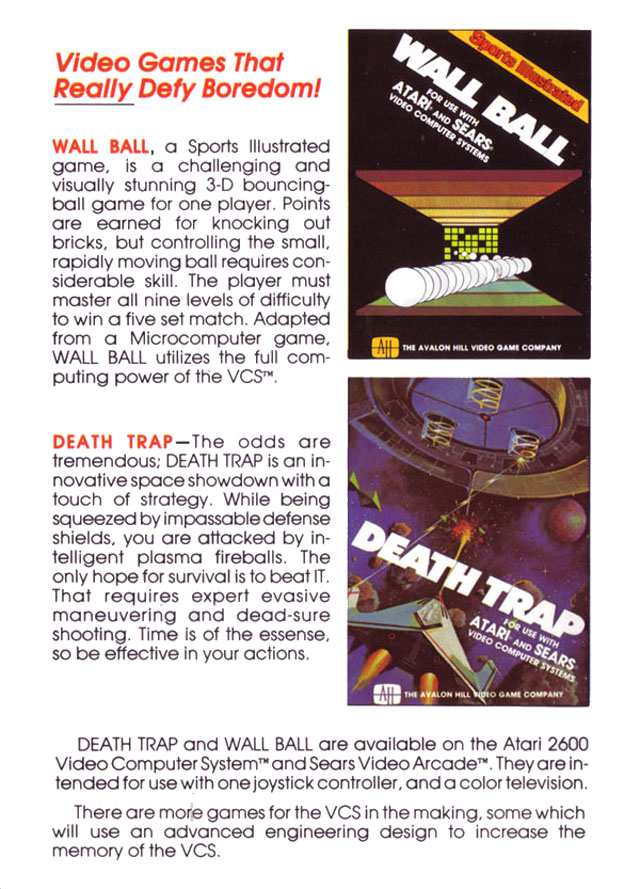 Video Games That
Really Defy Boredom!
WALL BALL, a Sports Illustrated
game, is a challenging and
visually stunning 3-D bouncing-
ball game for one player. Points
are earned for knocking out
bricks, but controlling the small,
rapidly moving ball requires con-
siderable skill. The player must
master all nine levels of difficulty
to win a five set match. Adapted
from a Microcomputer game,
WALL BALL utilizes the full com-
puting power of the VCS™.
Sports Illustrated
WALL BALL
FOR USE WITH
ATARI® AND SEARS®
VIDEO COMPUTER SYSTEMS
AH THE AVALON HILL VIDEO GAME COMPANY
DEATH TRAP—The odds are
tremendous; DEATH TRAP is an in-
novative space showdown with a
touch of strategy. While being
squeezed by impassable defense
shields, you are attacked by in-
telligent plasma fireballs. The
only hope for survival is to beat IT.
That requires expert evasive
maneuvering and dead-sure
shooting. Time is of the essense,
so be effective in your actions.
DEATH TRAP
FOR USE WITH
ATARI® AND SEARS®
VIDEO COMPUTER SYSTEMS
AH THE AVALON HILL VIDEO GAME COMPANY
DEATH TRAP and WALL BALL are available on the Atari 2600
Video Computer System™ and Sears Video Arcade™. They are in-
tended for use with one joystick controller, and a color television.
There are more games for the VCS in the making, some which
will use an advanced engineering design to increase the
memory of the VCS.